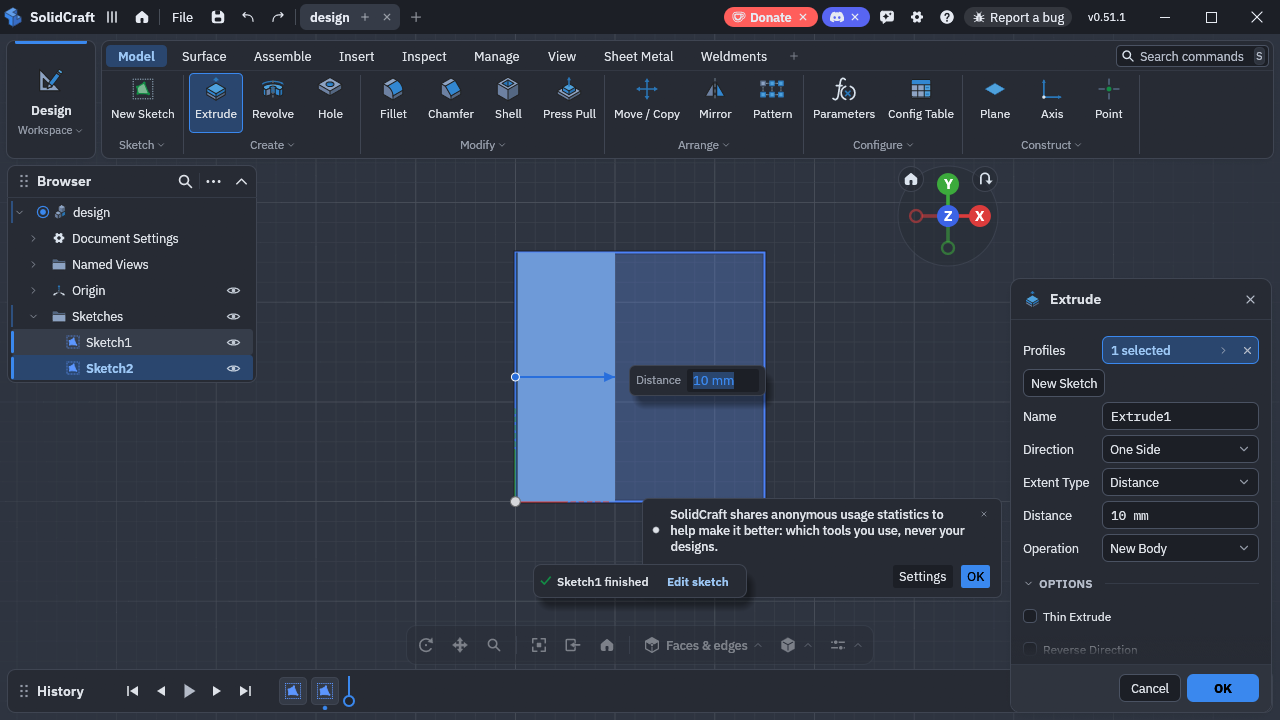 SolidCraft
File
design
Donate
Report a bug
v0.51.1
Model
Surface
Assemble
Insert
Inspect
Manage
View
Sheet Metal
Weldments
Search commands
S
Design
Workspace
New Sketch
Extrude
Revolve
Hole
Fillet
Chamfer
Shell
Press Pull
Move / Copy
Mirror
Pattern
Parameters
Config Table
Plane
Axis
Point
Sketch
Create
Modify
Arrange
Configure
Construct
Browser
design
Document Settings
Named Views
Origin
Sketches
Sketch1
Sketch2
Y
Z
X
Distance
10 mm
Extrude
Profiles
1 selected
New Sketch
Name
Extrude1
Direction
One Side
Extent Type
Distance
Distance
10 mm
Operation
New Body
OPTIONS
Thin Extrude
Reverse Direction
Cancel
OK
SolidCraft shares anonymous usage statistics to
help make it better: which tools you use, never your
designs.
Settings
OK
Sketch1 finished
Edit sketch
Faces & edges
History